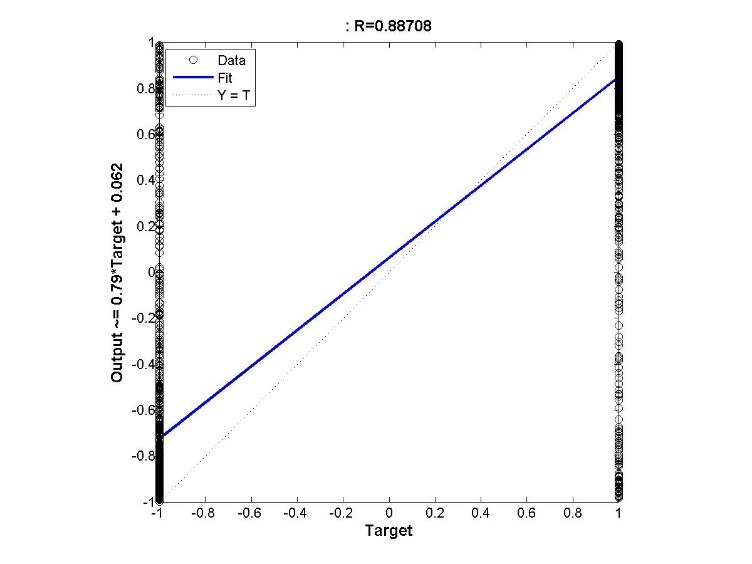 : R=0.88708
Data
Fit
Y = T
1
0.8
0.6
0.4
0.2
0
-0.2
-0.4
-0.6
-0.8
-1
Output ~= 0.79*Target + 0.062
-1 -0.8 -0.6 -0.4 -0.2 0 0.2 0.4 0.6 0.8 1
Target